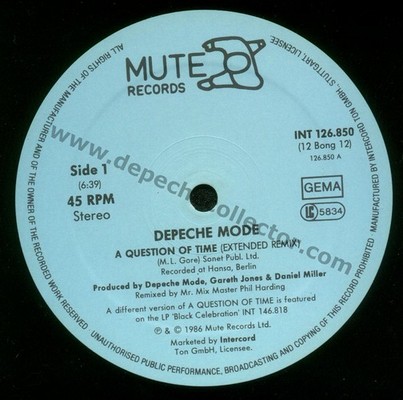 MUTE
RECORDS
Side 1
(6:39)
45 RPM
Stereo
INT 126.850
(12 Bong 12)
126.850 A
GEMA
LC 5834
www.depechecollector.com
DEPECHE MODE
A QUESTION OF TIME (EXTENDED REMIX)
(M.L. Gore) Sonet Publ. Ltd.
Recorded at Hansa, Berlin
Produced by Depeche Mode, Gareth Jones & Daniel Miller
Remixed by Mr. Mix Master Phil Harding
A different version of A QUESTION OF TIME is featured
on the LP 'Black Celebration' INT 146.818
℗ & © 1986 Mute Records Ltd.
Marketed by Intercord
Ton GmbH, Licensee.
ALL RIGHTS OF THE MANUFACTURER AND OF THE OWNER OF THE RECORDED WORK RESERVED · UNAUTHORISED PUBLIC PERFORMANCE, BROADCASTING AND COPYING OF THIS RECORD PROHIBITED · MANUFACTURED BY INTERCORD TON GMBH., STUTTGART, LICENSEE.